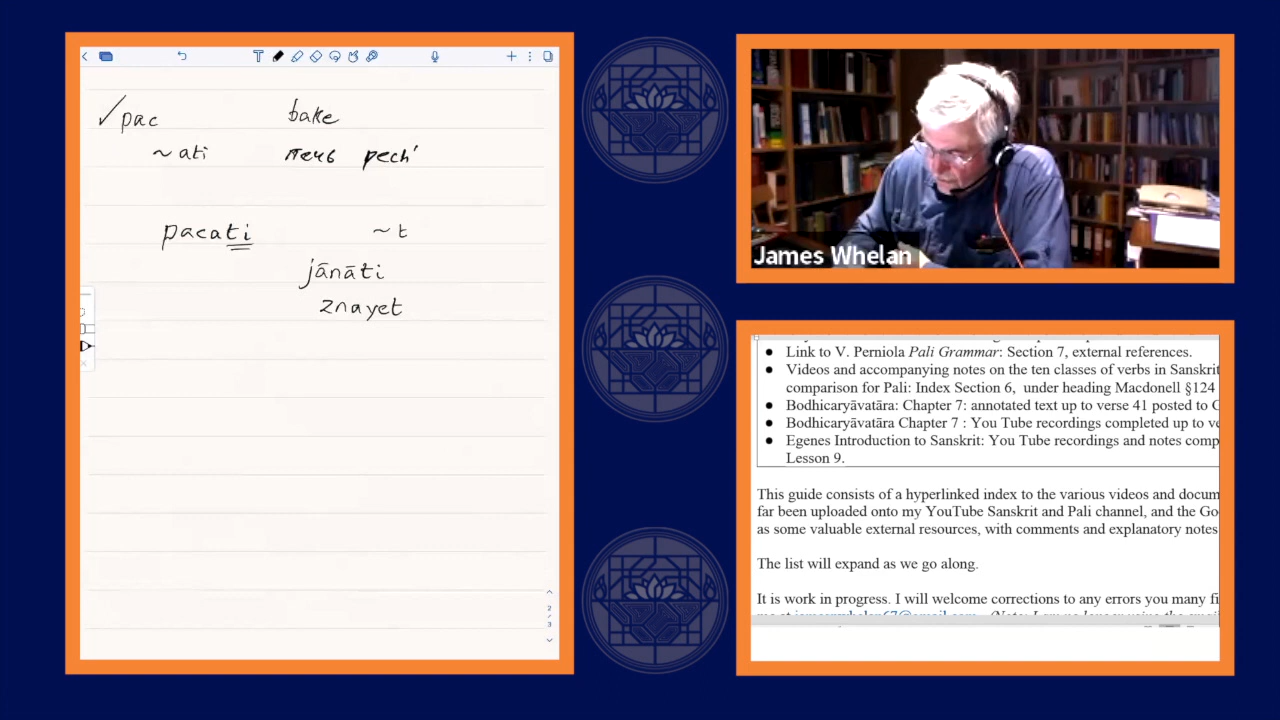 √pac bake
~ati печь pech'
pacati ~t
jānāti
znayet
2
3
James Whelan
● Link to V. Perniola Pali Grammar: Section 7, external references.
● Videos and accompanying notes on the ten classes of verbs in Sanskrit
comparison for Pali: Index Section 6, under heading Macdonell §124
● Bodhicaryāvatāra: Chapter 7: annotated text up to verse 41 posted to
● Bodhicaryāvatāra Chapter 7 : You Tube recordings completed up to
● Egenes Introduction to Sanskrit: You Tube recordings and notes
Lesson 9.
This guide consists of a hyperlinked index to the various videos and
far been uploaded onto my YouTube Sanskrit and Pali channel, and the
as some valuable external resources, with comments and explanatory notes
The list will expand as we go along.
It is work in progress. I will welcome corrections to any errors you many